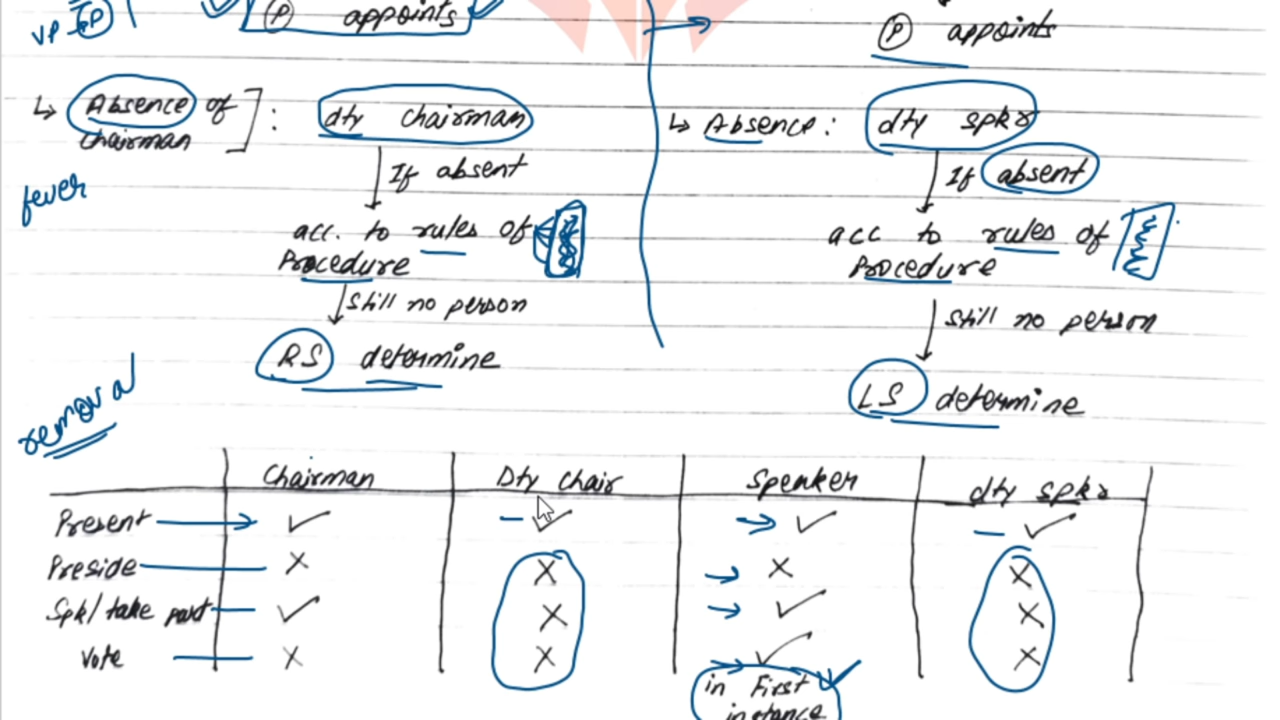 VP (P)
(P) appoints
(P) appoints
↳ Absence of chairman ] : dty chairman
↳ Absence: dty spkr
fever
If absent
If absent
acc. to rules of
Procedure
acc to rules of
Procedure
Still no person
Still no person
RS determine
LS determine
removal
Chairman Dty chair Speaker dty spkr
Present → ✓ – ✓ → ✓ – ✓
Preside X X → X X
Spk/ take part ✓ X → ✓ X
Vote X X → ✓ X
in First
instance